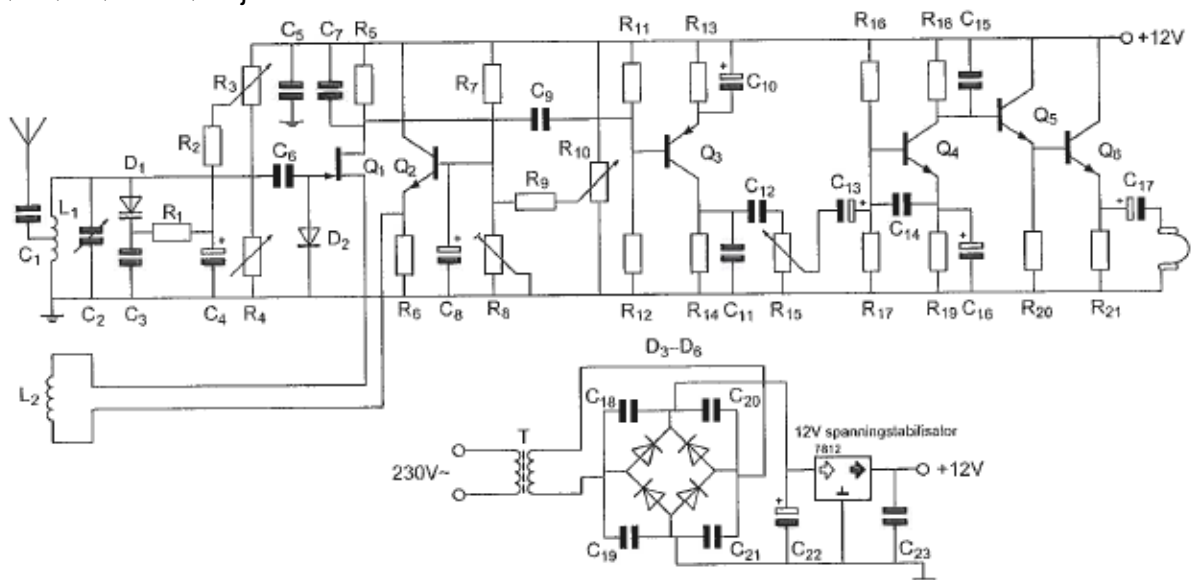 C5 C7 R5 R11 R13 R16 R18 C15
+12V
R3 R7 C9 C10
R2 D1 C6 R10 Q5
Q1 Q2 Q3 Q4 Q6
R9 C12 C13 C17
L1 R1 D2 C14
C1
C2 C3 C4 R4 R6 C8 R8 R12 R14 C11 R15 R17 R19 C16 R20 R21
D3–D6
L2
C18 C20
T
12V spanningstabilisator
7812
230V~
+12V
C19 C21 C22 C23